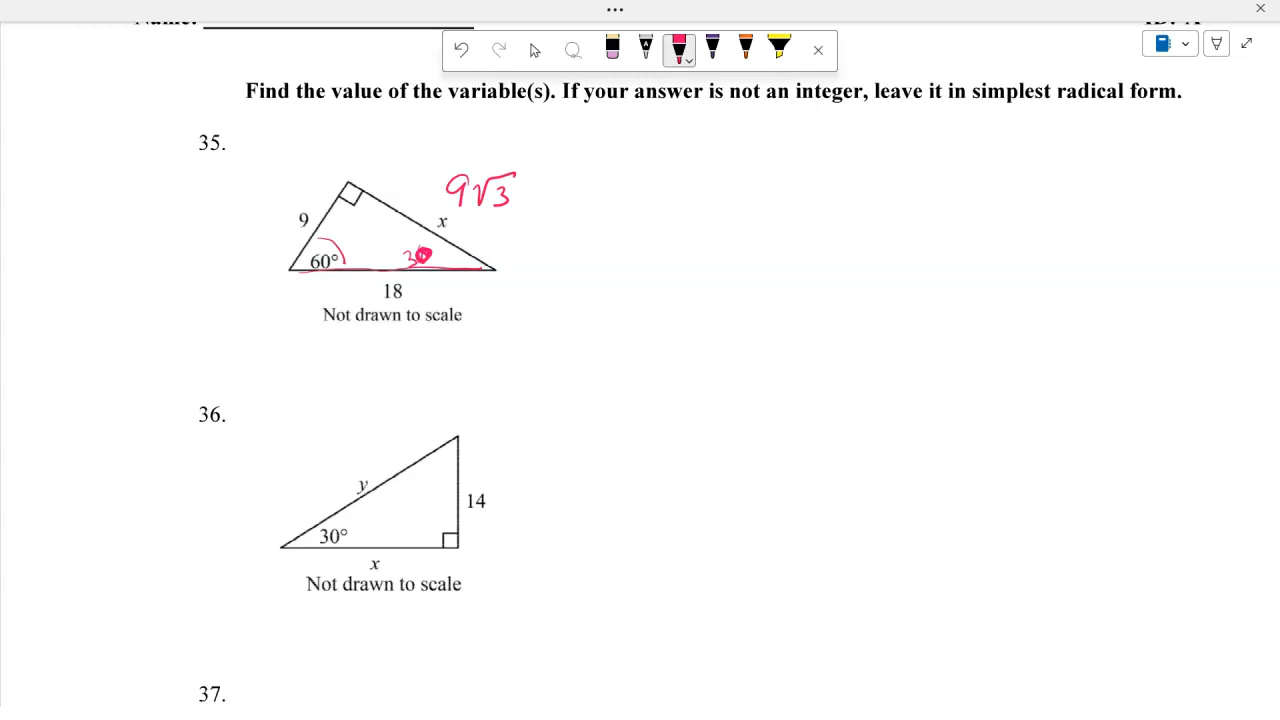 Find the value of the variable(s). If your answer is not an integer, leave it in simplest radical form.
35.
9√3
9
x
60°
3
18
Not drawn to scale
36.
y
14
30°
x
Not drawn to scale
37.